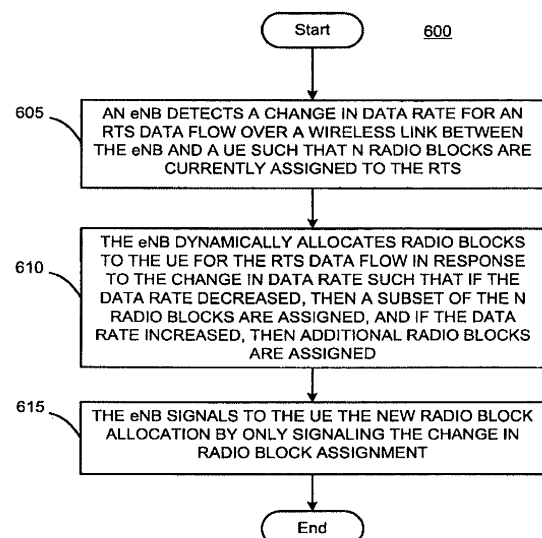 Start
600
605
AN eNB DETECTS A CHANGE IN DATA RATE FOR AN
RTS DATA FLOW OVER A WIRELESS LINK BETWEEN
THE eNB AND A UE SUCH THAT N RADIO BLOCKS ARE
CURRENTLY ASSIGNED TO THE RTS
610
THE eNB DYNAMICALLY ALLOCATES RADIO BLOCKS
TO THE UE FOR THE RTS DATA FLOW IN RESPONSE
TO THE CHANGE IN DATA RATE SUCH THAT IF THE
DATA RATE DECREASED, THEN A SUBSET OF THE N
RADIO BLOCKS ARE ASSIGNED, AND IF THE DATA
RATE INCREASED, THEN ADDITIONAL RADIO BLOCKS
ARE ASSIGNED
615
THE eNB SIGNALS TO THE UE THE NEW RADIO BLOCK
ALLOCATION BY ONLY SIGNALING THE CHANGE IN
RADIO BLOCK ASSIGNMENT
End